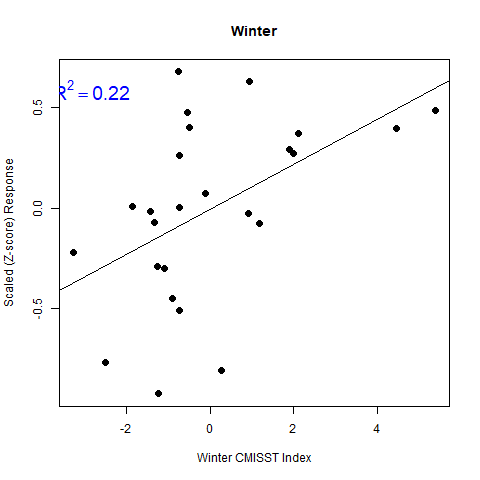 Winter
R² = 0.22
Scaled (Z-score) Response
0.5
0.0
-0.5
-2
0
2
4
Winter CMISST Index